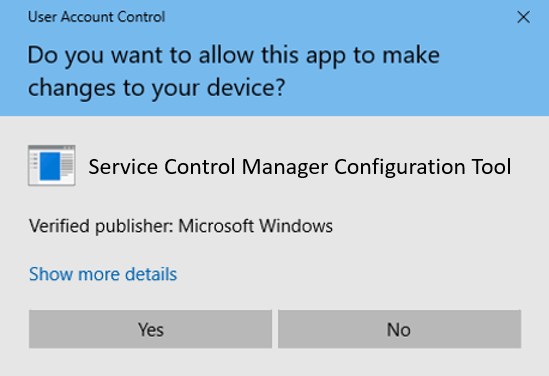 User Account Control
Do you want to allow this app to make
changes to your device?
Service Control Manager Configuration Tool
Verified publisher: Microsoft Windows
Show more details
Yes
No